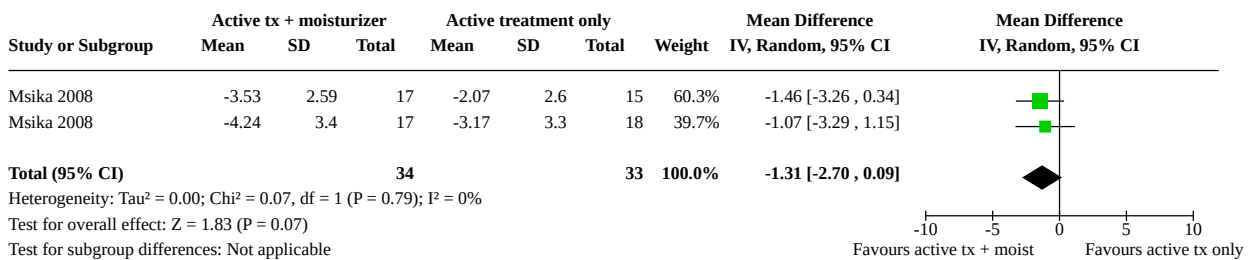 Active tx + moisturizer Active treatment only Mean Difference Mean Difference
Study or Subgroup Mean SD Total Mean SD Total Weight IV, Random, 95% CI IV, Random, 95% CI
Msika 2008 -3.53 2.59 17 -2.07 2.6 15 60.3% -1.46 [-3.26 , 0.34]
Msika 2008 -4.24 3.4 17 -3.17 3.3 18 39.7% -1.07 [-3.29 , 1.15]
Total (95% CI) 34 33 100.0% -1.31 [-2.70 , 0.09]
Heterogeneity: Tau² = 0.00; Chi² = 0.07, df = 1 (P = 0.79); I² = 0%
Test for overall effect: Z = 1.83 (P = 0.07) -10 -5 0 5 10
Test for subgroup differences: Not applicable Favours active tx + moist Favours active tx only